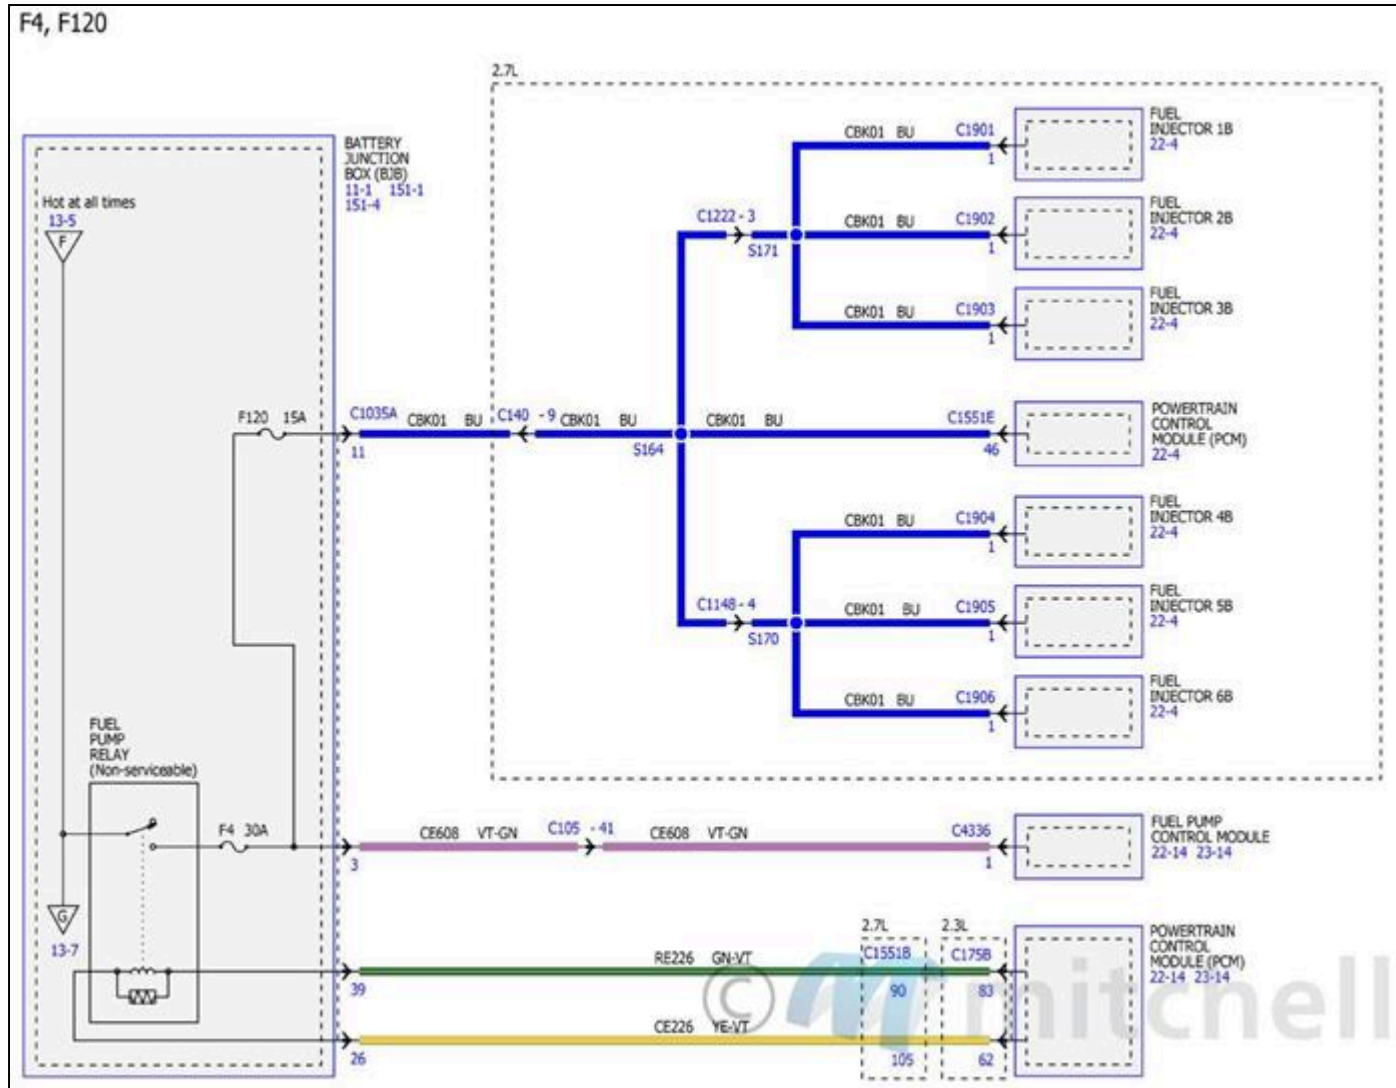 F4, F120
2.7L
BATTERY
JUNCTION
BOX (BJB)
11-1 151-1
151-4
Hot at all times
13-5
F
F120 15A
C1035A
11
CBK01 BU
C140 - 9
CBK01 BU
S164
CBK01 BU
C1551E
46
POWERTRAIN
CONTROL
MODULE (PCM)
22-4
C1222 - 3
S171
CBK01 BU
C1901
1
FUEL
INJECTOR 1B
22-4
CBK01 BU
C1902
1
FUEL
INJECTOR 2B
22-4
CBK01 BU
C1903
1
FUEL
INJECTOR 3B
22-4
C1148 - 4
S170
CBK01 BU
C1904
1
FUEL
INJECTOR 4B
22-4
CBK01 BU
C1905
1
FUEL
INJECTOR 5B
22-4
CBK01 BU
C1906
1
FUEL
INJECTOR 6B
22-4
FUEL
PUMP
RELAY
(Non-serviceable)
F4 30A
3
CE608 VT-GN
C105 - 41
CE608 VT-GN
C4336
1
FUEL PUMP
CONTROL MODULE
22-14 23-14
G
13-7
39
RE226 GN-VT
2.7L
C1551B
90
2.3L
C175B
83
POWERTRAIN
CONTROL
MODULE (PCM)
22-14 23-14
26
CE226 YE-VT
105
62
© mitchell